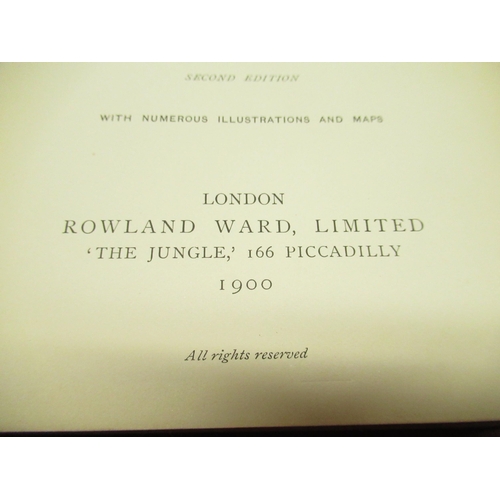 SECOND EDITION
WITH NUMEROUS ILLUSTRATIONS AND MAPS
LONDON
ROWLAND WARD, LIMITED
‘THE JUNGLE,’ 166 PICCADILLY
1900
All rights reserved